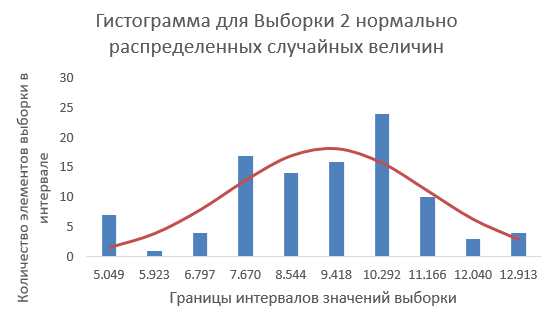 Гистограмма для Выборки 2 нормально
распределенных случайных величин
Количество элементов выборки в
интервале
30
25
20
15
10
5
0
5.049 5.923 6.797 7.670 8.544 9.418 10.292 11.166 12.040 12.913
Границы интервалов значений выборки